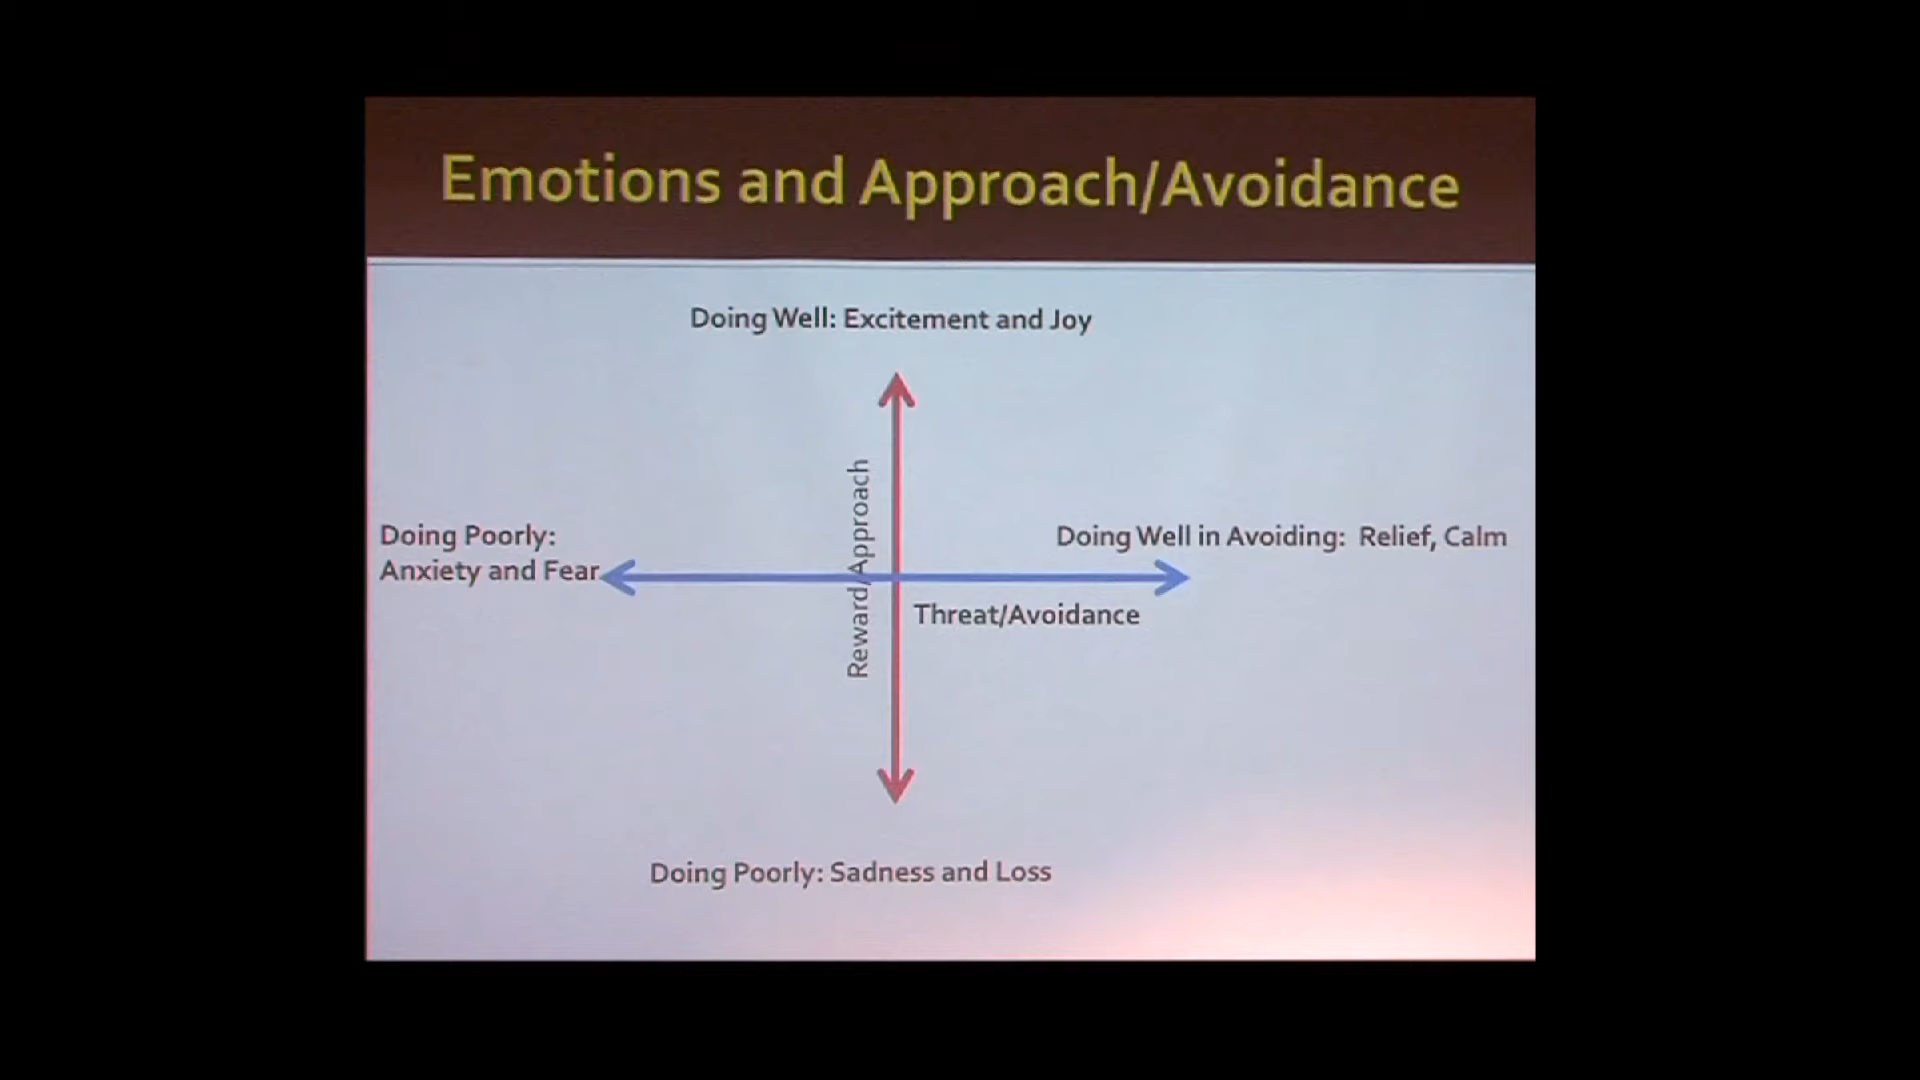 Emotions and Approach/Avoidance
Doing Well: Excitement and Joy
Reward/Approach
Doing Poorly:
Anxiety and Fear
Doing Well in Avoiding: Relief, Calm
Threat/Avoidance
Doing Poorly: Sadness and Loss